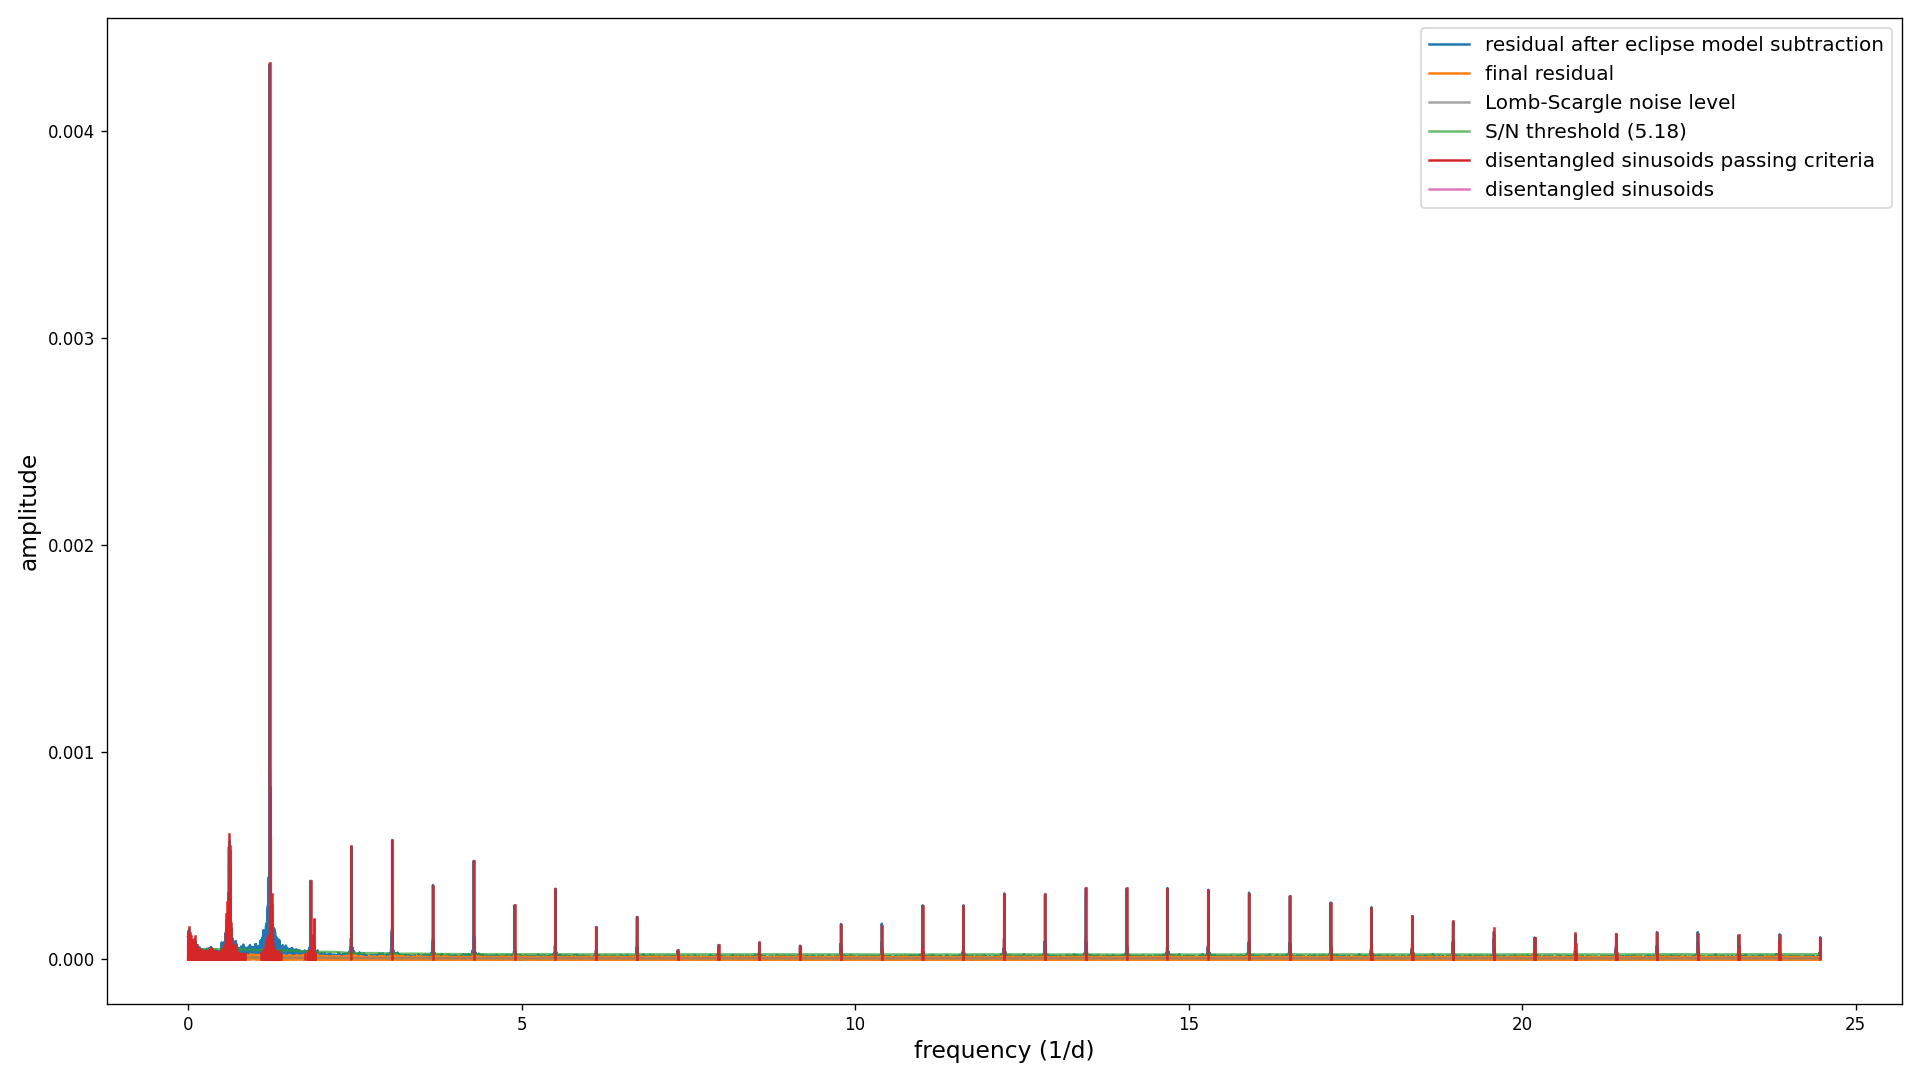 residual after eclipse model subtraction
final residual
Lomb-Scargle noise level
S/N threshold (5.18)
disentangled sinusoids passing criteria
disentangled sinusoids
amplitude
0.004
0.003
0.002
0.001
0.000
0 5 10 15 20 25
frequency (1/d)